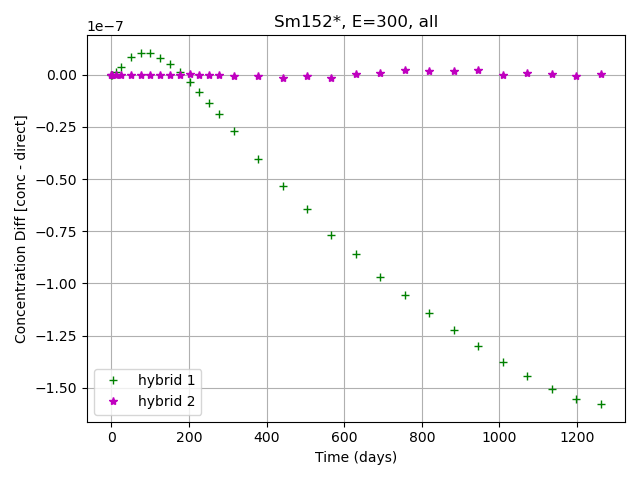 Sm152*, E=300, all
1e−7
0.00
−0.25
−0.50
−0.75
−1.00
−1.25
−1.50
Concentration Diff [conc - direct]
hybrid 1
hybrid 2
0 200 400 600 800 1000 1200
Time (days)